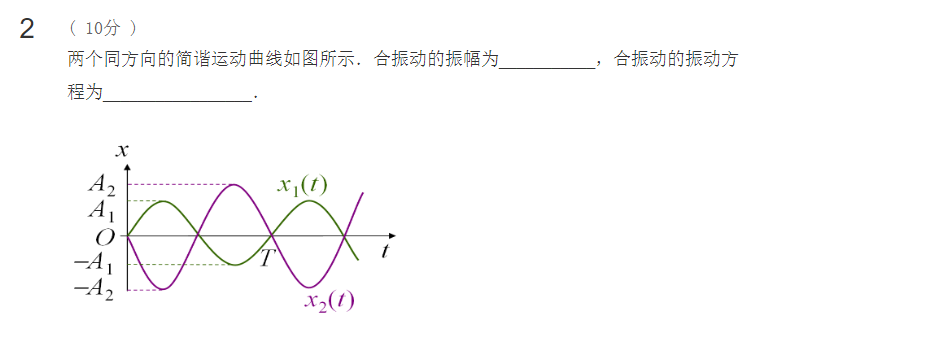 2 ( 10分 )
两个同方向的简谐运动曲线如图所示．合振动的振幅为__________，合振动的振动方
程为________________．
x
A₂
x₁(t)
A₁
O
t
−A₁
T
−A₂
x₂(t)